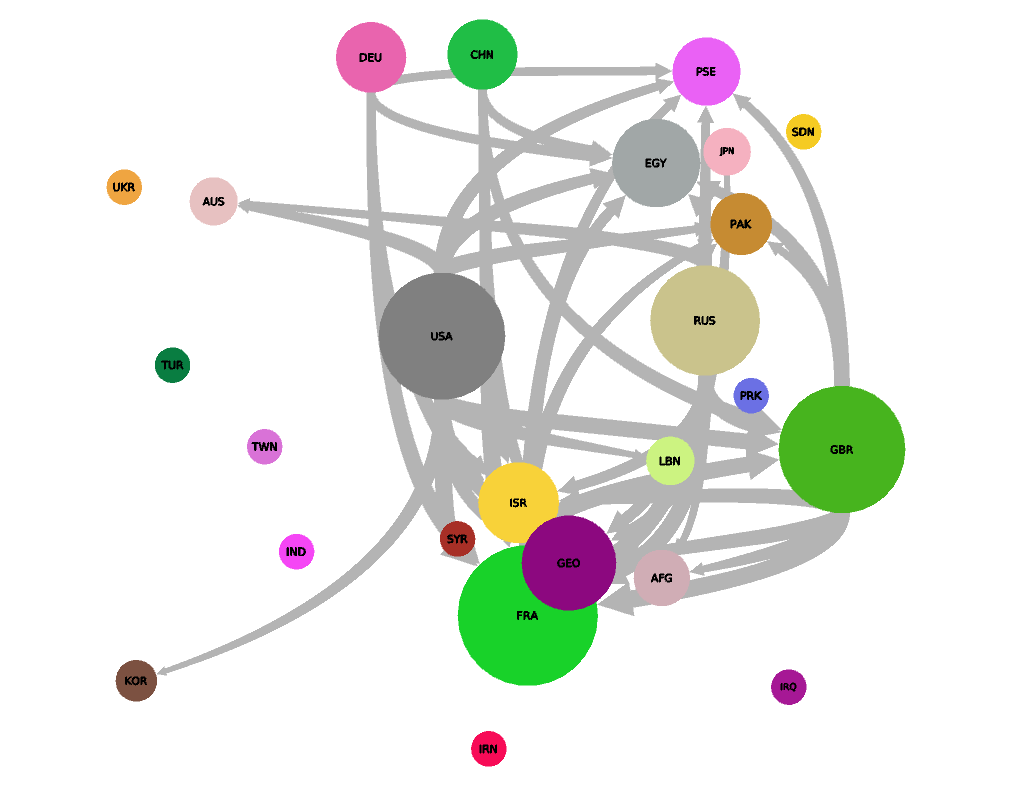 DEU
CHN
PSE
SDN
JPN
EGY
UKR
AUS
PAK
RUS
USA
TUR
PRK
TWN
GBR
LBN
ISR
SYR
IND
GEO
AFG
FRA
KOR
IRQ
IRN